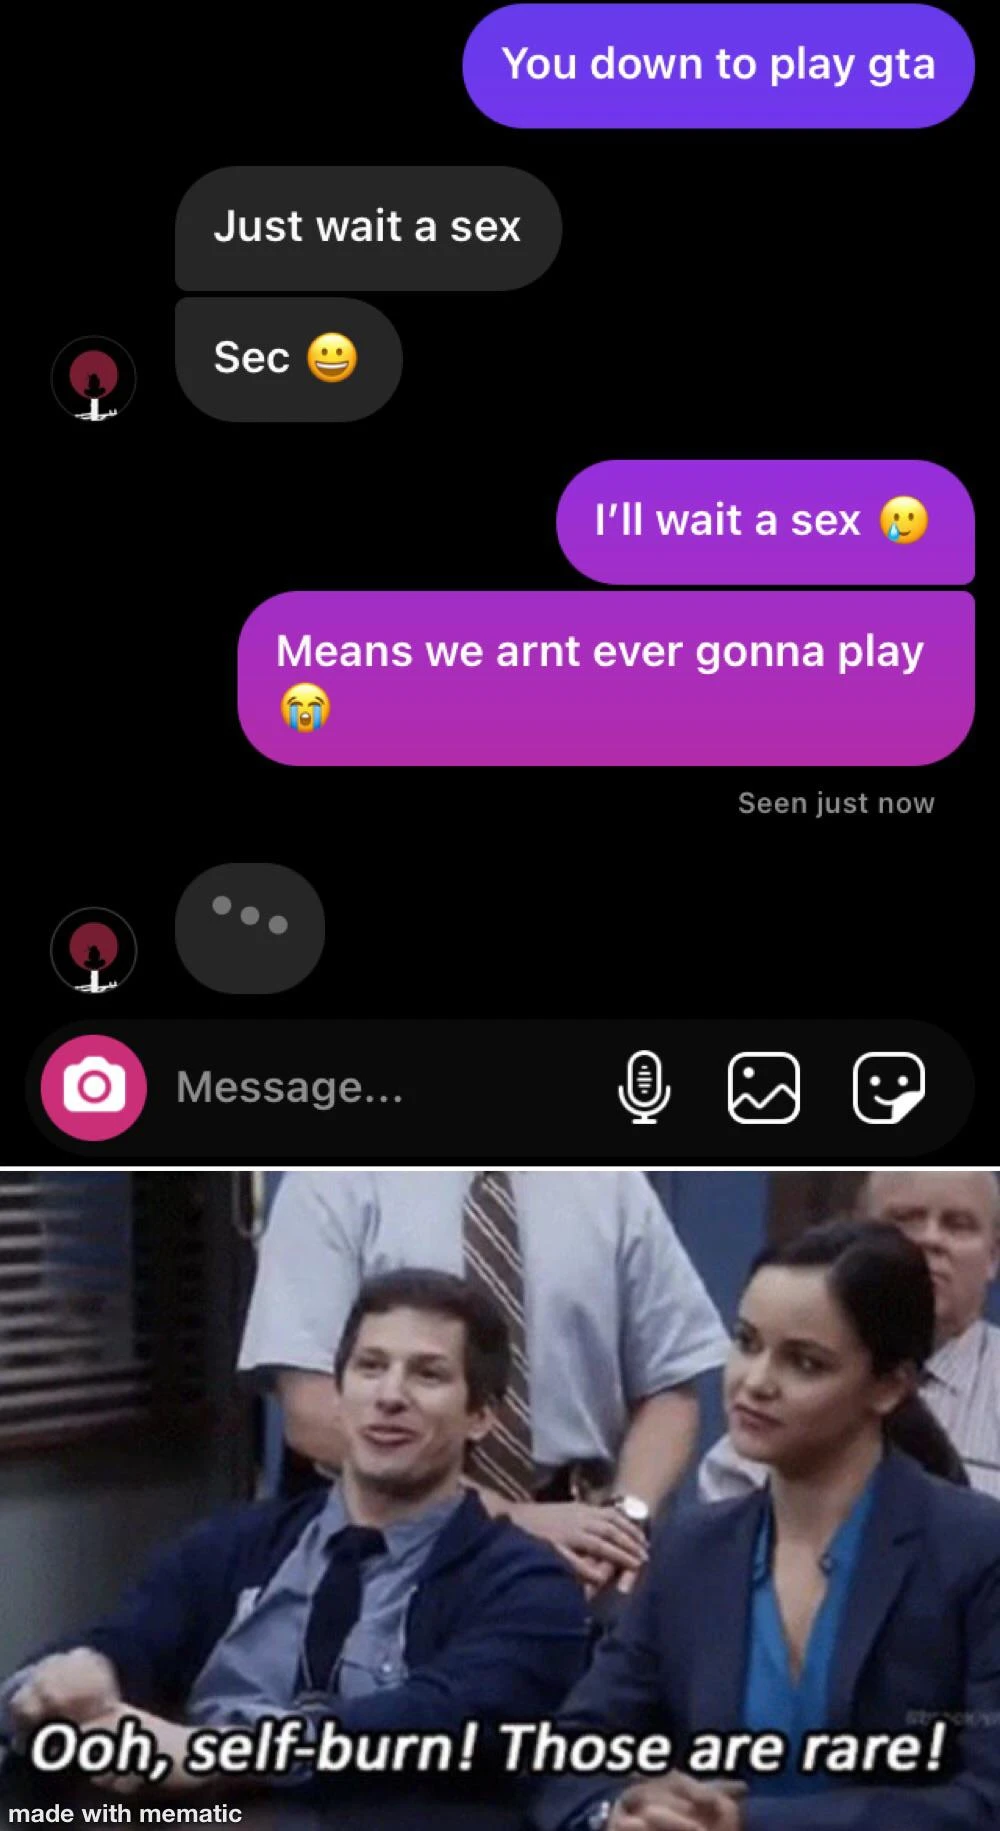 You down to play gta
Just wait a sex
Sec 😀
I'll wait a sex 🥲
Means we arnt ever gonna play
😭
Seen just now
Message...
Ooh, self-burn! Those are rare!
made with mematic